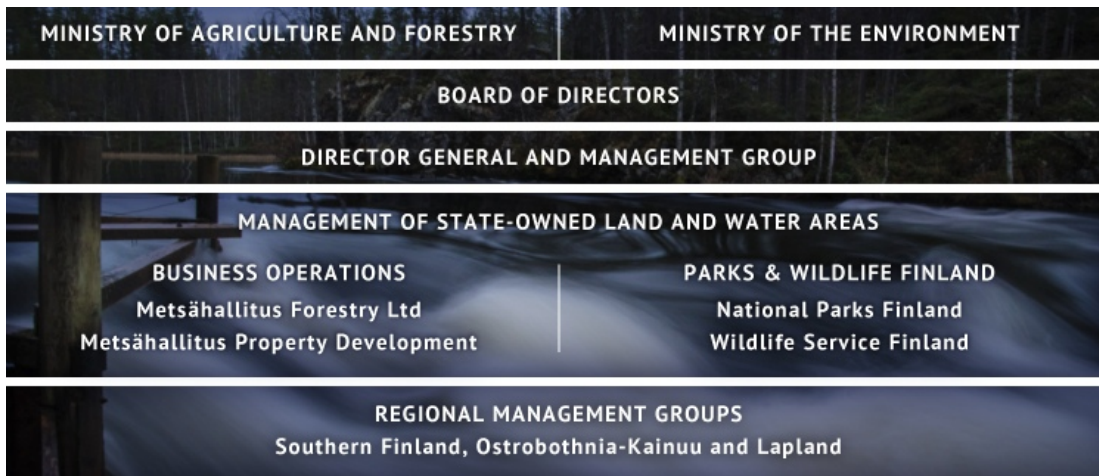 MINISTRY OF AGRICULTURE AND FORESTRY
MINISTRY OF THE ENVIRONMENT
BOARD OF DIRECTORS
DIRECTOR GENERAL AND MANAGEMENT GROUP
MANAGEMENT OF STATE-OWNED LAND AND WATER AREAS
BUSINESS OPERATIONS
Metsähallitus Forestry Ltd
Metsähallitus Property Development
PARKS & WILDLIFE FINLAND
National Parks Finland
Wildlife Service Finland
REGIONAL MANAGEMENT GROUPS
Southern Finland, Ostrobothnia-Kainuu and Lapland